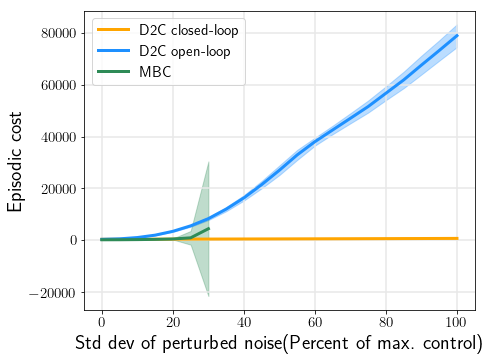 D2C closed-loop
D2C open-loop
MBC
80000
60000
40000
20000
0
−20000
0 20 40 60 80 100
Episodic cost
Std dev of perturbed noise(Percent of max. control)